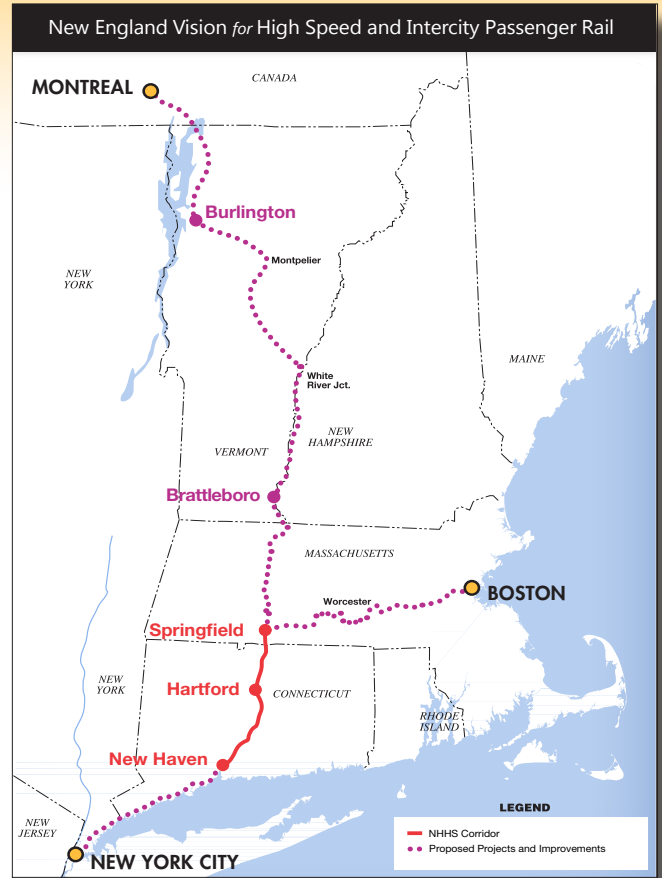 New England Vision for High Speed and Intercity Passenger Rail
CANADA
MONTREAL
Burlington
Montpelier
NEW
YORK
MAINE
White
River Jct.
NEW
HAMPSHIRE
VERMONT
Brattleboro
MASSACHUSETTS
BOSTON
Worcester
Springfield
NEW
YORK
Hartford
CONNECTICUT
RHODE
ISLAND
New Haven
LEGEND
NEW
JERSEY
NHHS Corridor
Proposed Projects and Improvements
NEW YORK CITY